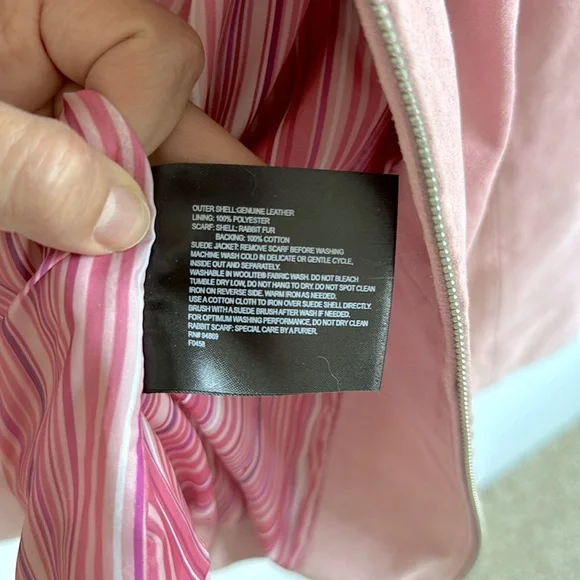 OUTER SHELL:GENUINE LEATHER
LINING: 100% POLYESTER
SCARF: SHELL: RABBIT FUR
BACKING: 100% COTTON
SUEDE JACKET: REMOVE SCARF BEFORE WASHING
MACHINE WASH COLD IN DELICATE OR GENTLE CYCLE,
INSIDE OUT AND SEPARATELY.
WASHABLE IN WOOLITE® FABRIC WASH. DO NOT BLEACH
TUMBLE DRY LOW, DO NOT HANG TO DRY. DO NOT SPOT CLEAN
IRON ON REVERSE SIDE. WARM IRON AS NEEDED.
USE A COTTON CLOTH TO IRON OVER SUEDE SHELL DIRECTLY.
BRUSH WITH A SUEDE BRUSH AFTER WASH IF NEEDED.
FOR OPTIMUM WASHING PERFORMANCE, DO NOT DRY CLEAN
RABBIT SCARF: SPECIAL CARE BY A FURIER.
RN# 94869
F0458